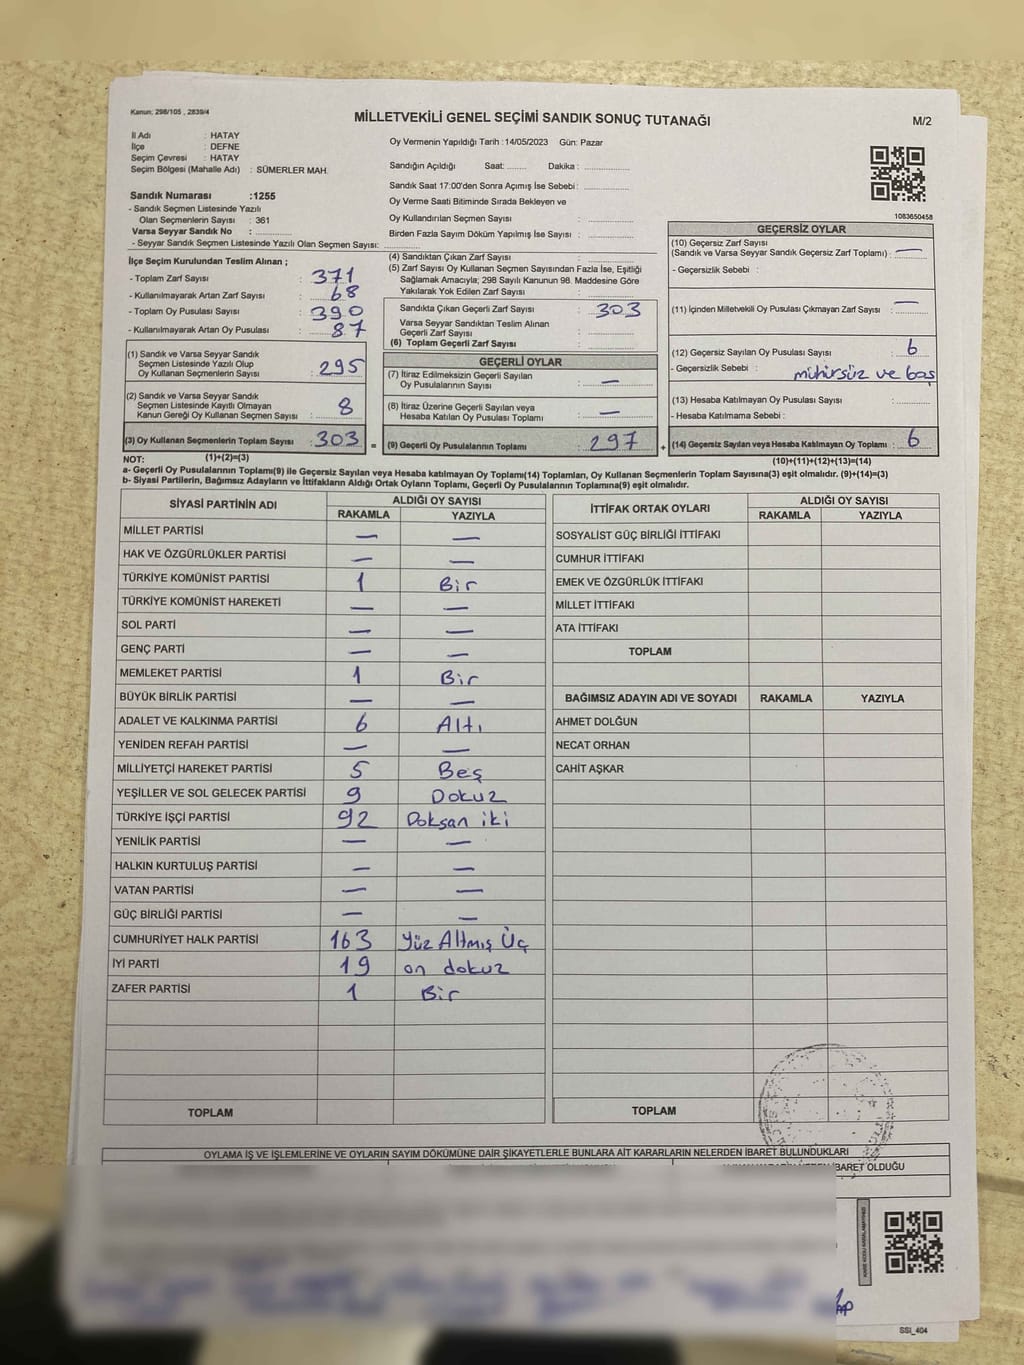 Kanun: 298/105 , 2839/4
MİLLETVEKİLİ GENEL SEÇİMİ SANDIK SONUÇ TUTANAĞI
M/2
İl Adı : HATAY
İlçe : DEFNE
Seçim Çevresi : HATAY
Seçim Bölgesi (Mahalle Adı) : SÜMERLER MAH.
Sandık Numarası :1255
- Sandık Seçmen Listesinde Yazılı
Olan Seçmenlerin Sayısı : 361
Varsa Seyyar Sandık No :
- Seyyar Sandık Seçmen Listesinde Yazılı Olan Seçmen Sayısı:
Oy Vermenin Yapıldığı Tarih :14/05/2023 Gün: Pazar
Sandığın Açıldığı Saat: Dakika :
Sandık Saat 17:00'den Sonra Açımış İse Sebebi:
Oy Verme Saati Bitiminde Sırada Bekleyen ve
Oy Kullandırılan Seçmen Sayısı :
Birden Fazla Sayım Döküm Yapılmış İse Sayısı :
1083650458
İlçe Seçim Kurulundan Teslim Alınan ;
- Toplam Zarf Sayısı : 371
- Kullanılmayarak Artan Zarf Sayısı : 68
- Toplam Oy Pusulası Sayısı : 390
- Kullanılmayarak Artan Oy Pusulası : 87
(1) Sandık ve Varsa Seyyar Sandık
Seçmen Listesinde Yazılı Olup
Oy Kullanan Seçmenlerin Sayısı : 295
(2) Sandık ve Varsa Seyyar Sandık
Seçmen Listesinde Kayıtlı Olmayan
Kanun Gereği Oy Kullanan Seçmen Sayısı : 8
(3) Oy Kullanan Seçmenlerin Toplam Sayısı : 303 =
(1)+(2)=(3)
(4) Sandıktan Çıkan Zarf Sayısı :
(5) Zarf Sayısı Oy Kullanan Seçmen Sayısından Fazla İse, Eşitliği
Sağlamak Amacıyla; 298 Sayılı Kanunun 98. Maddesine Göre
Yakılarak Yok Edilen Zarf Sayısı :
Sandıkta Çıkan Geçerli Zarf Sayısı : 303
Varsa Seyyar Sandıktan Teslim Alınan
Geçerli Zarf Sayısı :
(6) Toplam Geçerli Zarf Sayısı :
GEÇERLİ OYLAR
(7) İtiraz Edilmeksizin Geçerli Sayılan
Oy Pusulalarının Sayısı : —
(8) İtiraz Üzerine Geçerli Sayılan veya
Hesaba Katılan Oy Pusulası Toplamı : —
(9) Geçerli Oy Pusulalarının Toplamı : 297 +
GEÇERSİZ OYLAR
(10) Geçersiz Zarf Sayısı
(Sandık ve Varsa Seyyar Sandık Geçersiz Zarf Toplamı) : —
- Geçersizlik Sebebi :
(11) İçinden Milletvekili Oy Pusulası Çıkmayan Zarf Sayısı : —
(12) Geçersiz Sayılan Oy Pusulası Sayısı : 6
- Geçersizlik Sebebi : mühürsüz ve boş
(13) Hesaba Katılmayan Oy Pusulası Sayısı :
- Hesaba Katılmama Sebebi :
(14) Geçersiz Sayılan veya Hesaba Katılmayan Oy Toplamı : 6
(10)+(11)+(12)+(13)=(14)
NOT:
a- Geçerli Oy Pusulalarının Toplamı(9) ile Geçersiz Sayılan veya Hesaba katılmayan Oy Toplam(14) Toplamları, Oy Kullanan Seçmenlerin Toplam Sayısına(3) eşit olmalıdır. (9)+(14)=(3)
b- Siyasi Partilerin, Bağımsız Adayların ve İttifakların Aldığı Ortak Oyların Toplamı, Geçerli Oy Pusulalarının Toplamına(9) eşit olmalıdır.
SİYASİ PARTİNİN ADI ALDIĞI OY SAYISI
RAKAMLA YAZIYLA
MİLLET PARTİSİ — —
HAK VE ÖZGÜRLÜKLER PARTİSİ — —
TÜRKİYE KOMÜNİST PARTİSİ 1 Bir
TÜRKİYE KOMÜNİST HAREKETİ — —
SOL PARTİ — —
GENÇ PARTİ — —
MEMLEKET PARTİSİ 1 Bir
BÜYÜK BİRLİK PARTİSİ — —
ADALET VE KALKINMA PARTİSİ 6 Altı
YENİDEN REFAH PARTİSİ — —
MİLLİYETÇİ HAREKET PARTİSİ 5 Beş
YEŞİLLER VE SOL GELECEK PARTİSİ 9 Dokuz
TÜRKİYE İŞÇİ PARTİSİ 92 Doksan iki
YENİLİK PARTİSİ — —
HALKIN KURTULUŞ PARTİSİ — —
VATAN PARTİSİ — —
GÜÇ BİRLİĞİ PARTİSİ — —
CUMHURİYET HALK PARTİSİ 163 Yüz Altmış Üç
İYİ PARTİ 19 on dokuz
ZAFER PARTİSİ 1 Bir
TOPLAM
İTTİFAK ORTAK OYLARI ALDIĞI OY SAYISI
RAKAMLA YAZIYLA
SOSYALİST GÜÇ BİRLİĞİ İTTİFAKI
CUMHUR İTTİFAKI
EMEK VE ÖZGÜRLÜK İTTİFAKI
MİLLET İTTİFAKI
ATA İTTİFAKI
TOPLAM
BAĞIMSIZ ADAYIN ADI VE SOYADI RAKAMLA YAZIYLA
AHMET DOLĞUN
NECAT ORHAN
CAHİT AŞKAR
TOPLAM
OYLAMA İŞ VE İŞLEMLERİNE VE OYLARIN SAYIM DÖKÜMÜNE DAİR ŞİKAYETLERLE BUNLARA AİT KARARLARIN NELERDEN İBARET BULUNDUKLARI
İBARET OLDUĞU
SSI_404